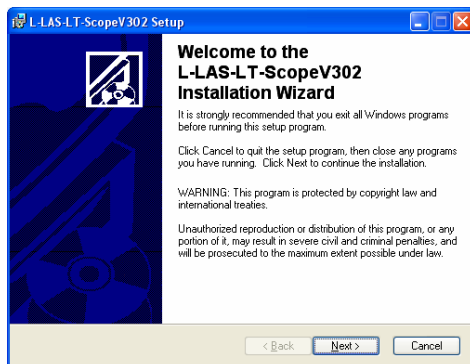 L-LAS-LT-ScopeV302 Setup
Welcome to the
L-LAS-LT-ScopeV302
Installation Wizard
It is strongly recommended that you exit all Windows programs
before running this setup program.
Click Cancel to quit the setup program, then close any programs
you have running. Click Next to continue the installation.
WARNING: This program is protected by copyright law and
international treaties.
Unauthorized reproduction or distribution of this program, or any
portion of it, may result in severe civil and criminal penalties, and
will be prosecuted to the maximum extent possible under law.
< Back Next > Cancel